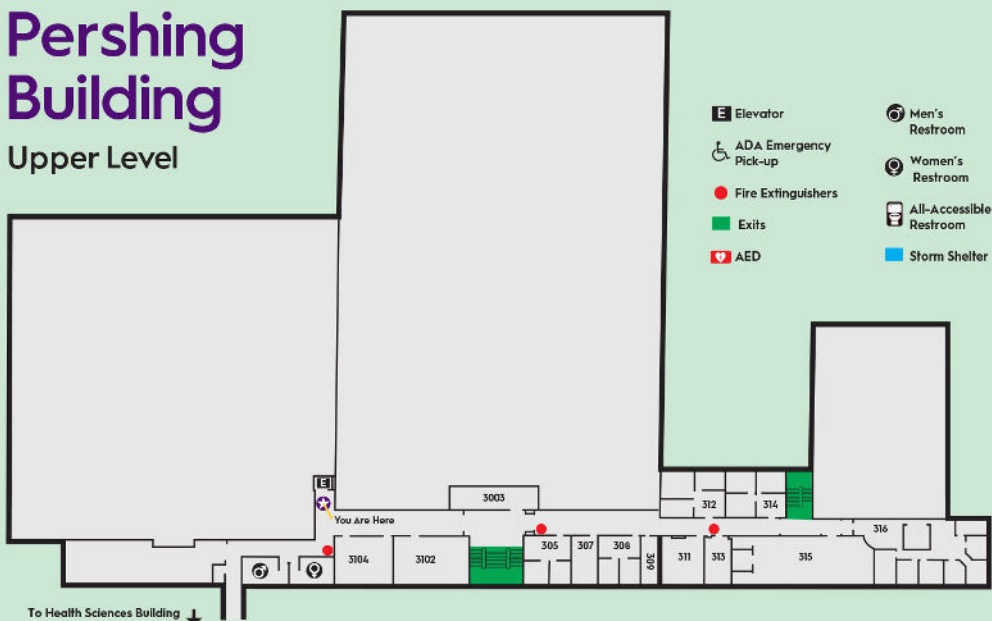 Pershing
Building
Upper Level
E Elevator
ADA Emergency
Pick-up
Fire Extinguishers
Exits
AED
Men's
Restroom
Women's
Restroom
All-Accessible
Restroom
Storm Shelter
E
You Are Here
3003
3104
3102
305
307
308
309
312
314
311
313
315
316
To Health Sciences Building